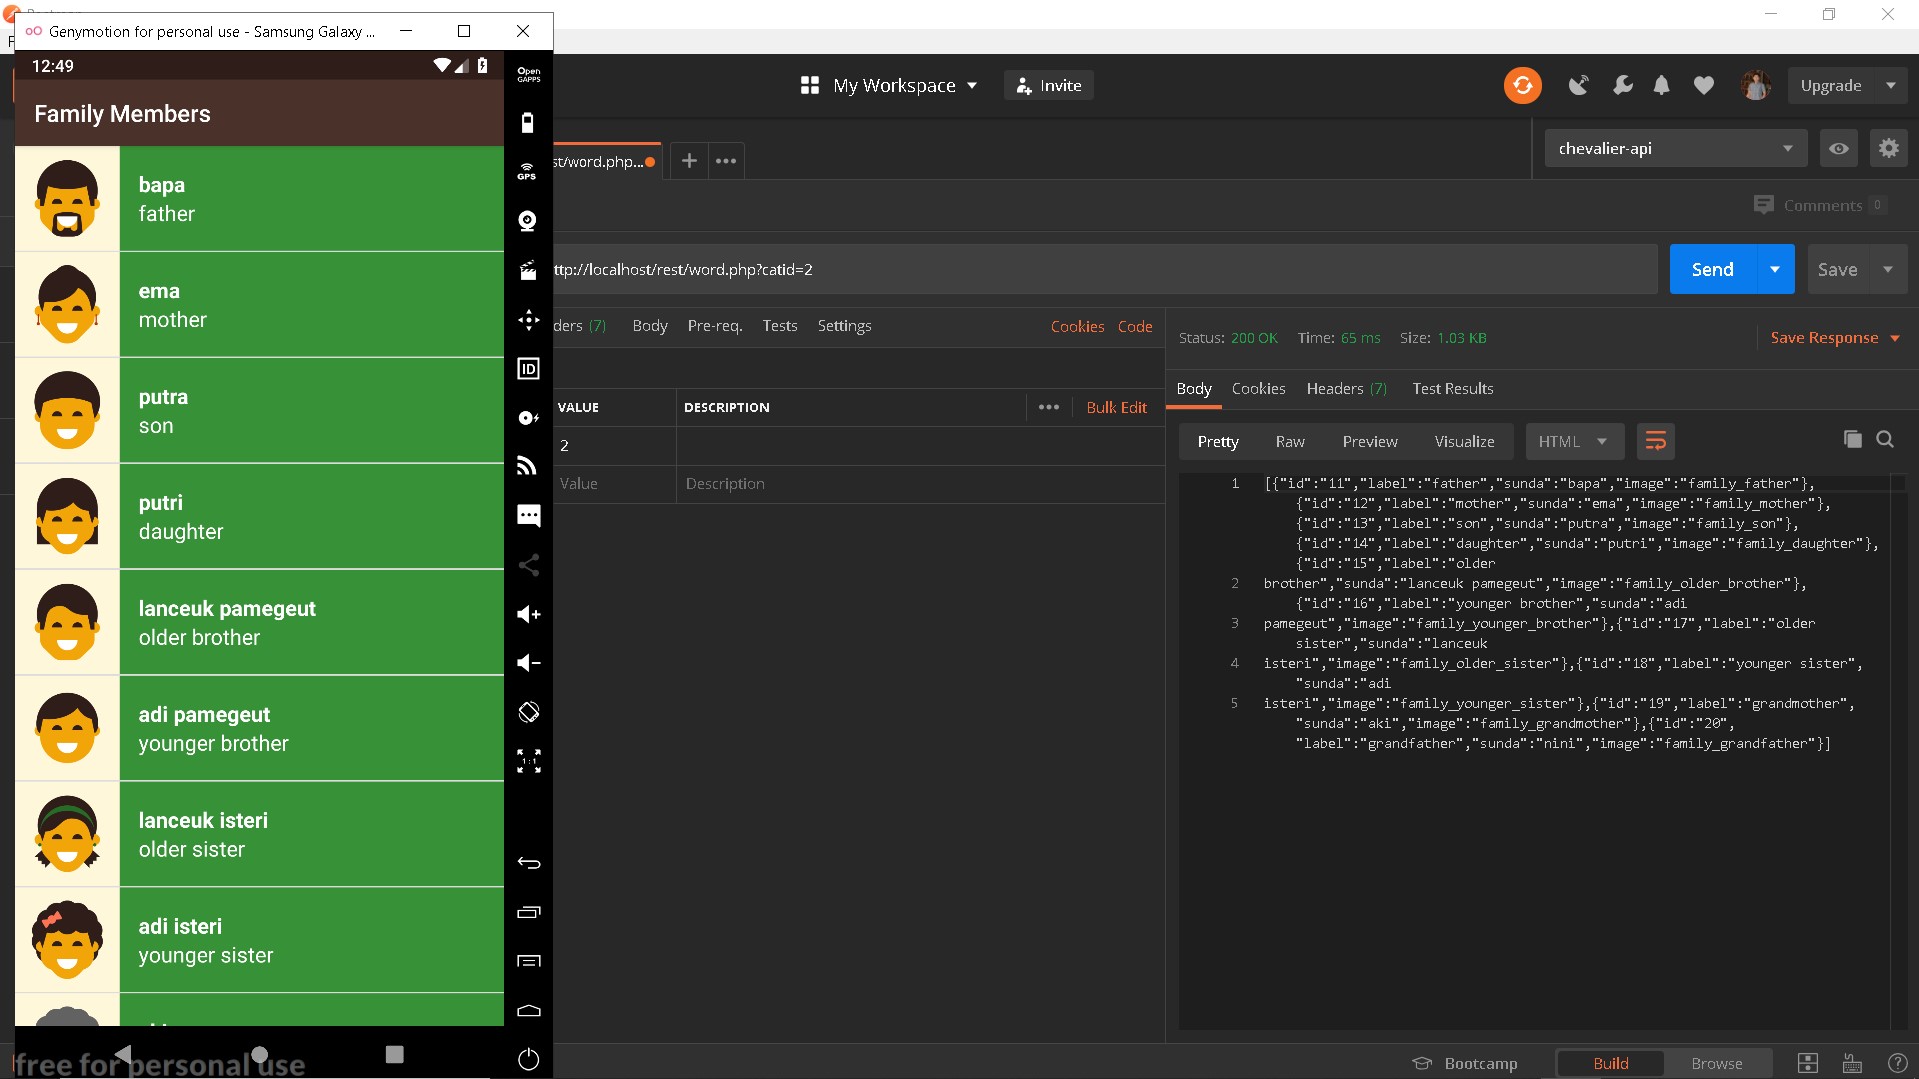 Genymotion for personal use - Samsung Galaxy ...
12:49
Family Members
bapa
father
ema
mother
putra
son
putri
daughter
lanceuk pamegeut
older brother
adi pamegeut
younger brother
lanceuk isteri
older sister
adi isteri
younger sister
free for personal use
Open
GAPPS
GPS
ID
1:1
My Workspace
Invite
Upgrade
st/word.php...
chevalier-api
Comments 0
ttp://localhost/rest/word.php?catid=2
Send
Save
ders (7)
Body
Pre-req.
Tests
Settings
Cookies
Code
VALUE
DESCRIPTION
Bulk Edit
2
Value
Description
Status: 200 OK
Time: 65 ms
Size: 1.03 KB
Save Response
Body
Cookies
Headers (7)
Test Results
Pretty
Raw
Preview
Visualize
HTML
1 [{"id":"11","label":"father","sunda":"bapa","image":"family_father"},
{"id":"12","label":"mother","sunda":"ema","image":"family_mother"},
{"id":"13","label":"son","sunda":"putra","image":"family_son"},
{"id":"14","label":"daughter","sunda":"putri","image":"family_daughter"},
{"id":"15","label":"older
2 brother","sunda":"lanceuk pamegeut","image":"family_older_brother"},
{"id":"16","label":"younger brother","sunda":"adi
3 pamegeut","image":"family_younger_brother"},{"id":"17","label":"older
sister","sunda":"lanceuk
4 isteri","image":"family_older_sister"},{"id":"18","label":"younger sister",
"sunda":"adi
5 isteri","image":"family_younger_sister"},{"id":"19","label":"grandmother",
"sunda":"aki","image":"family_grandmother"},{"id":"20",
"label":"grandfather","sunda":"nini","image":"family_grandfather"}]
Bootcamp
Build
Browse